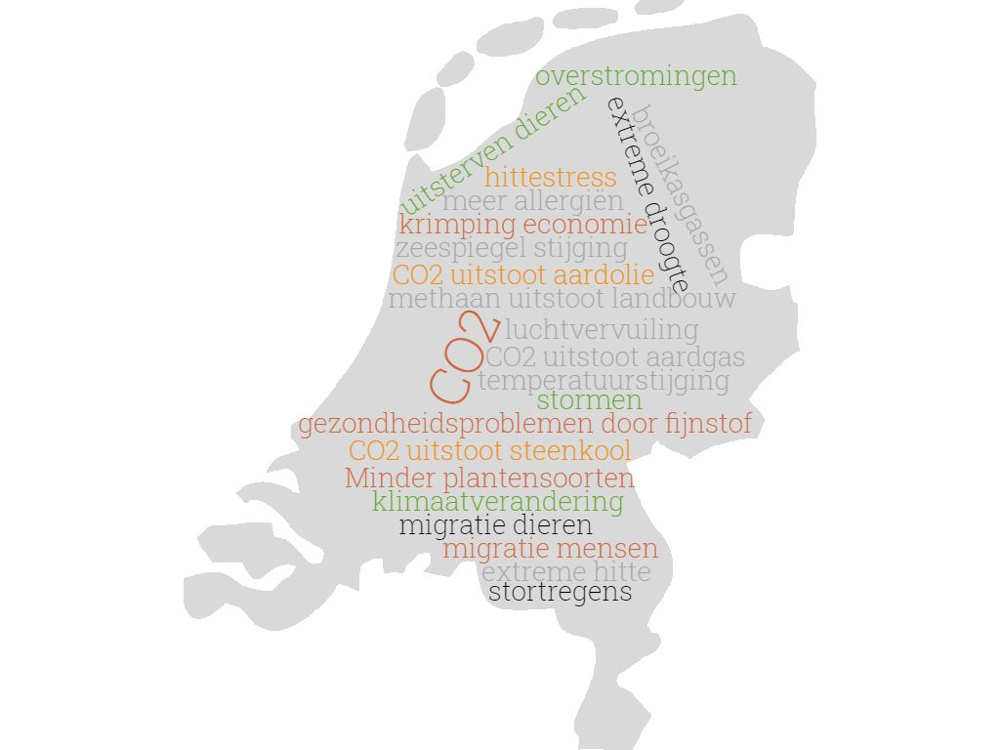 overstromingen
uitsterven dieren
extreme droogte
broeikasgassen
hittestress
meer allergiën
krimping economie
zeespiegel stijging
CO2 uitstoot aardolie
methaan uitstoot landbouw
CO2
luchtvervuiling
CO2 uitstoot aardgas
temperatuurstijging
stormen
gezondheidsproblemen door fijnstof
CO2 uitstoot steenkool
Minder plantensoorten
klimaatverandering
migratie dieren
migratie mensen
extreme hitte
stortregens